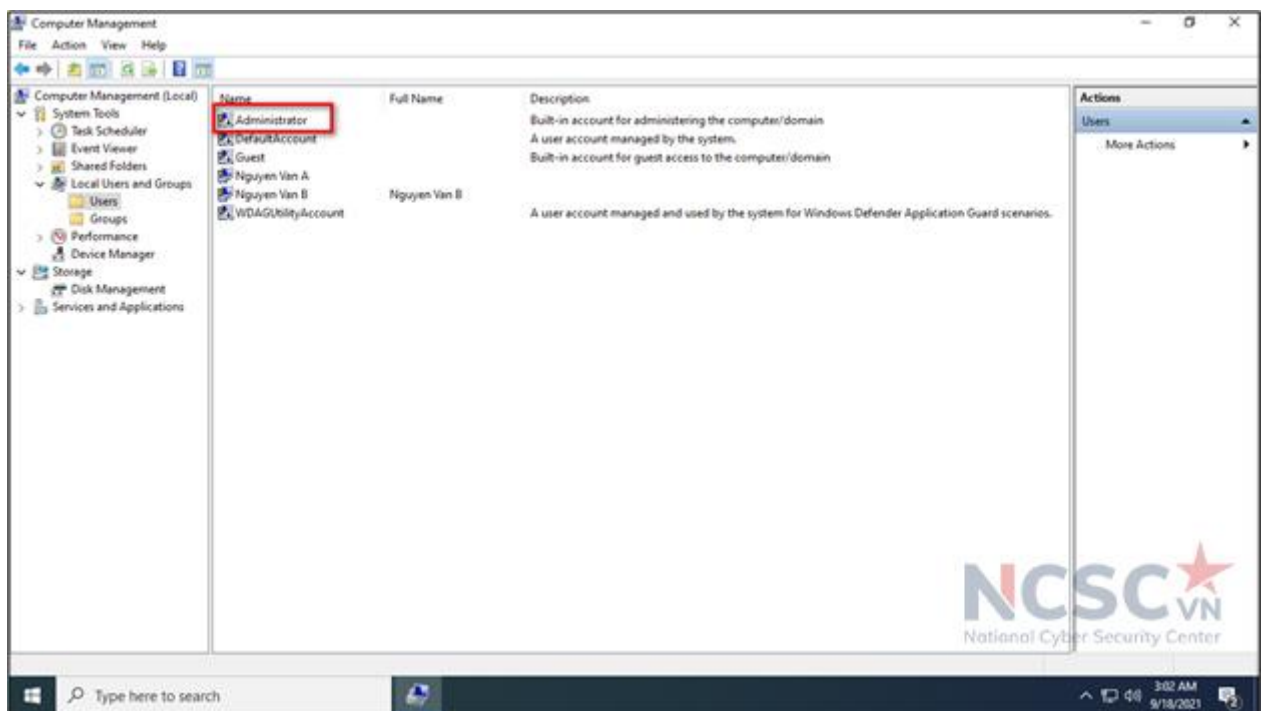 Computer Management
File Action View Help
Computer Management (Local)
System Tools
Task Scheduler
Event Viewer
Shared Folders
Local Users and Groups
Users
Groups
Performance
Device Manager
Storage
Disk Management
Services and Applications
Name Full Name Description
Administrator Built-in account for administering the computer/domain
DefaultAccount A user account managed by the system.
Guest Built-in account for guest access to the computer/domain
Nguyen Van A
Nguyen Van B Nguyen Van B
WDAGUtilityAccount A user account managed and used by the system for Windows Defender Application Guard scenarios.
Actions
Users
More Actions
NCSC VN
National Cyber Security Center
Type here to search
3:02 AM
9/18/2021
2